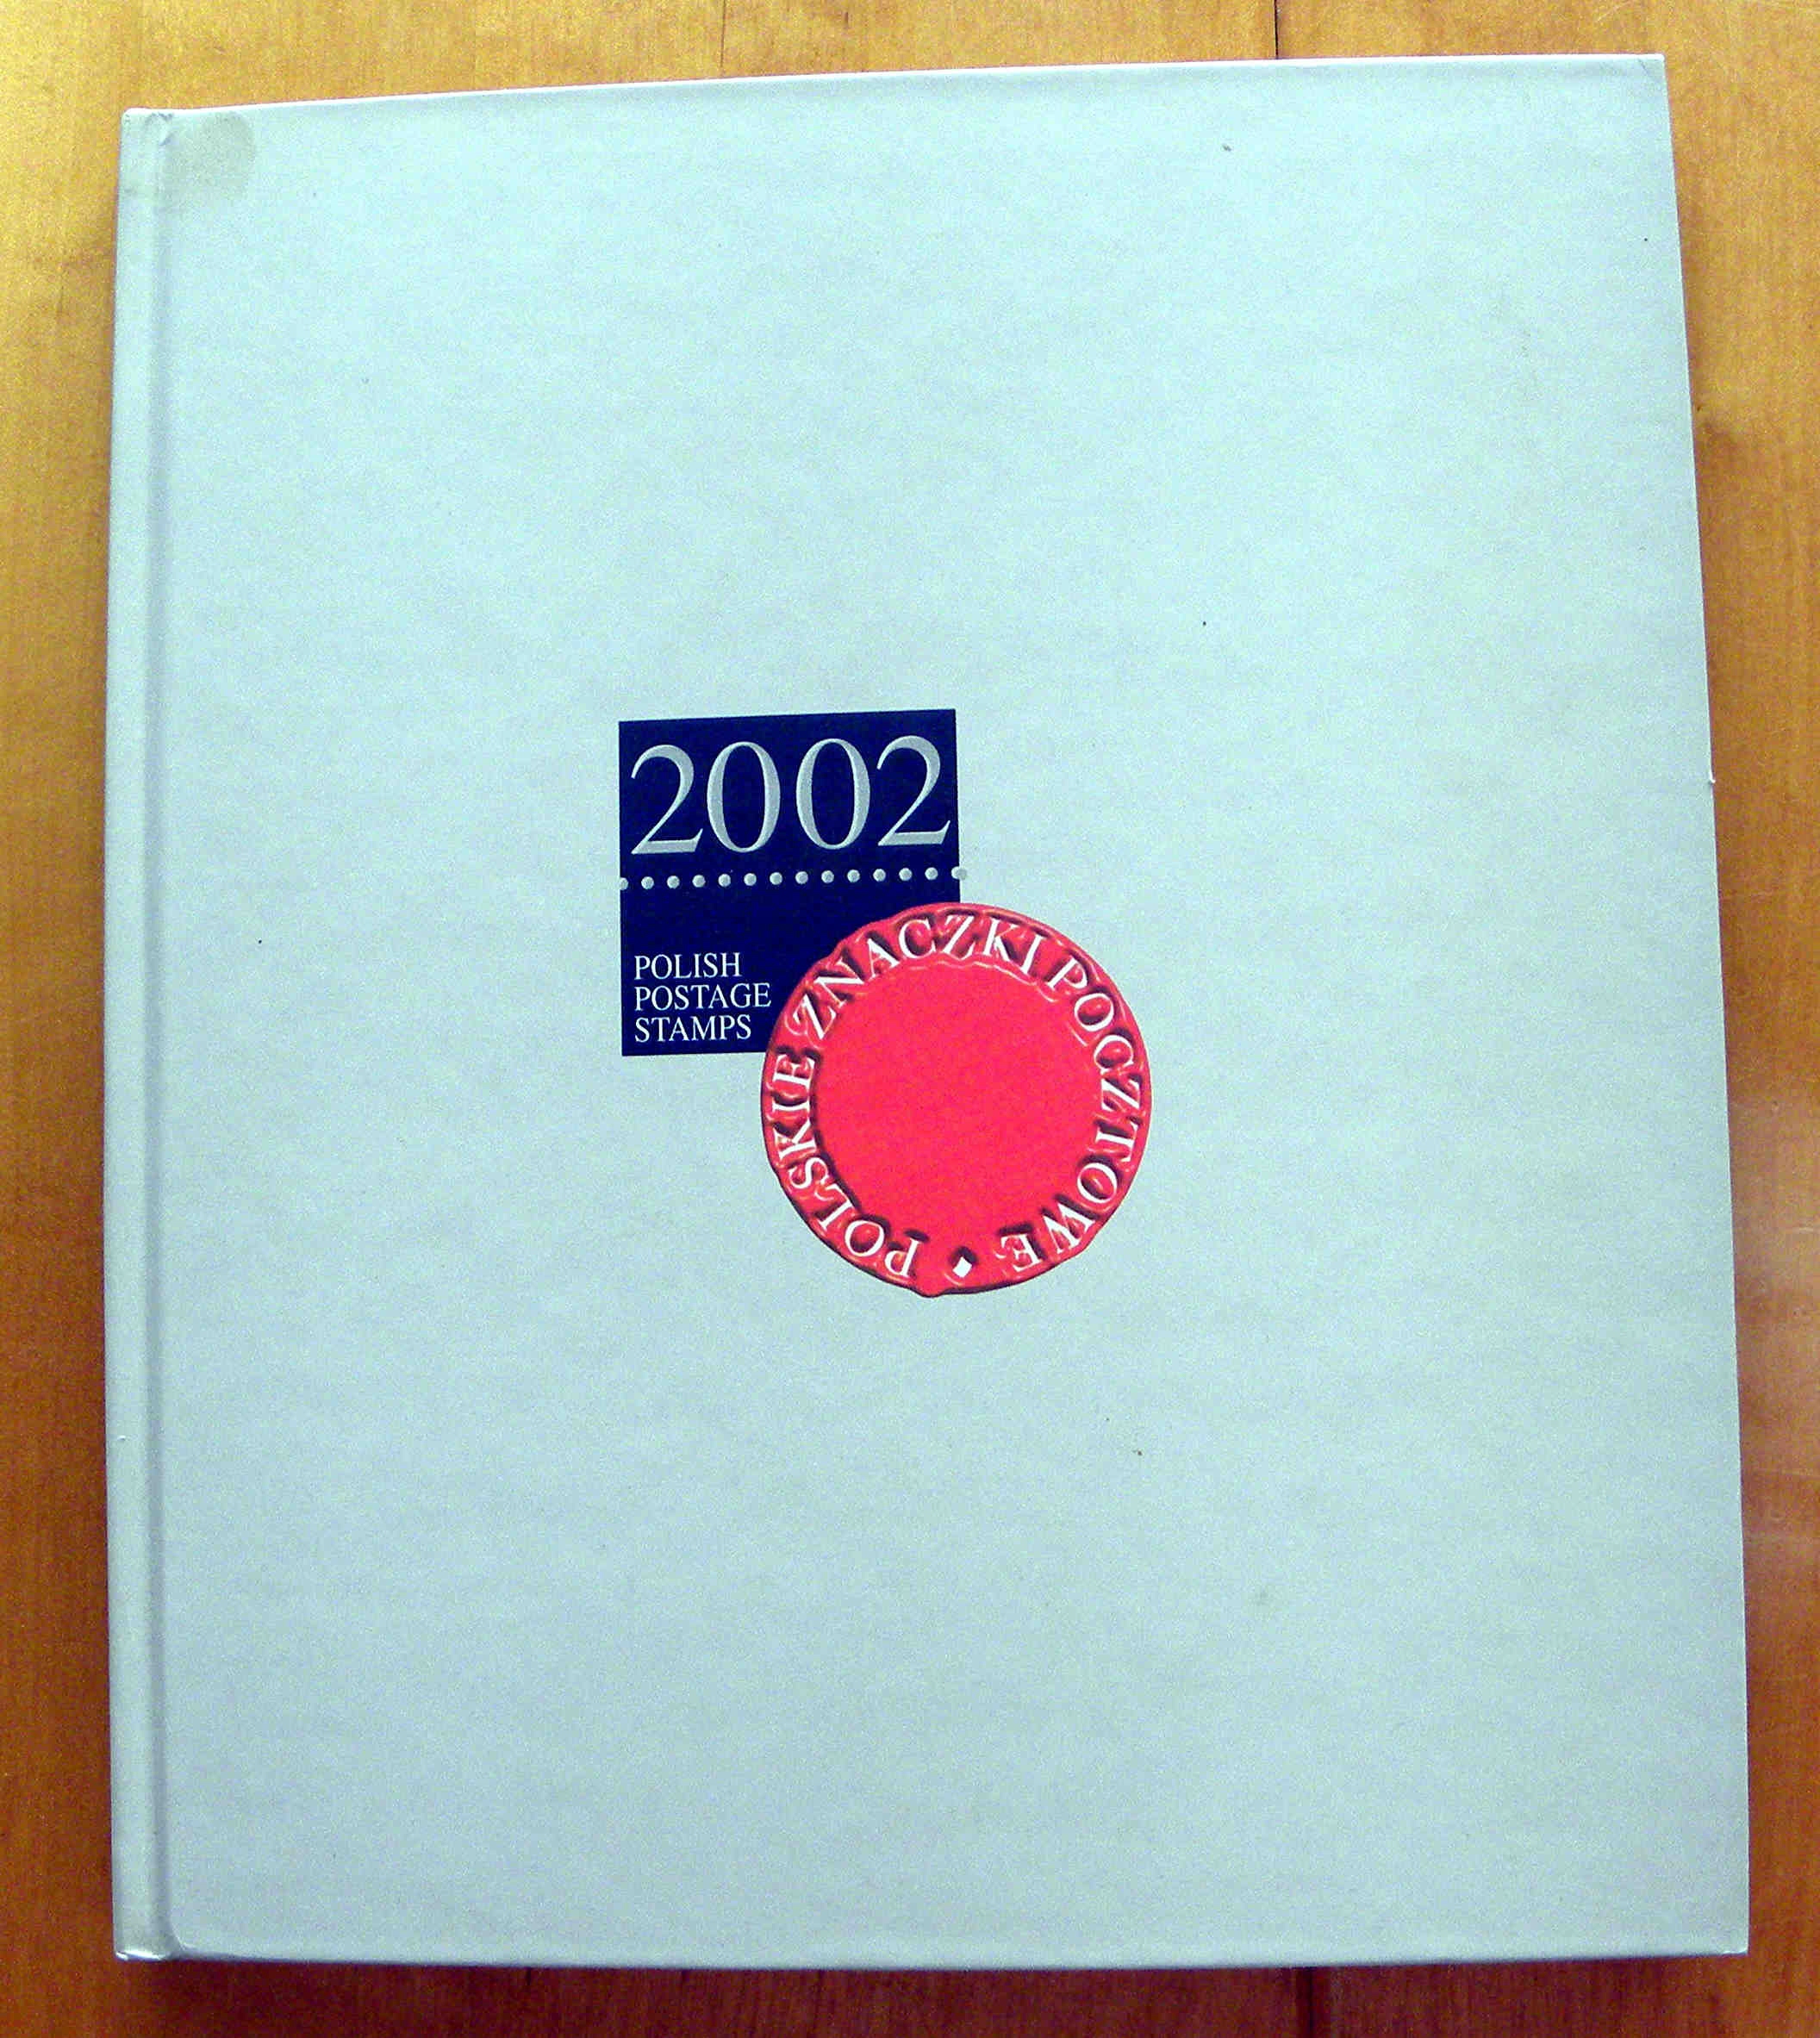 2002
POLISH
POSTAGE
STAMPS
POLSKIE ZNACZKI POCZTOWE